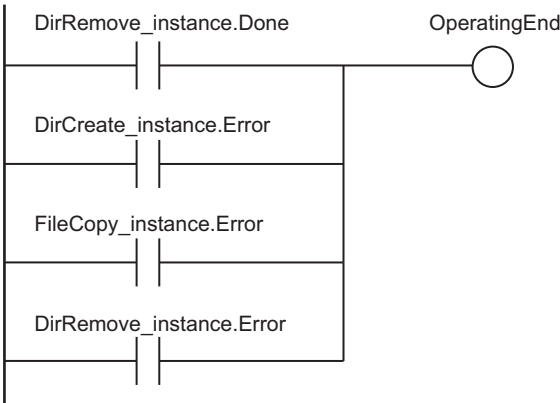 DirRemove_instance.Done OperatingEnd
DirCreate_instance.Error
FileCopy_instance.Error
DirRemove_instance.Error